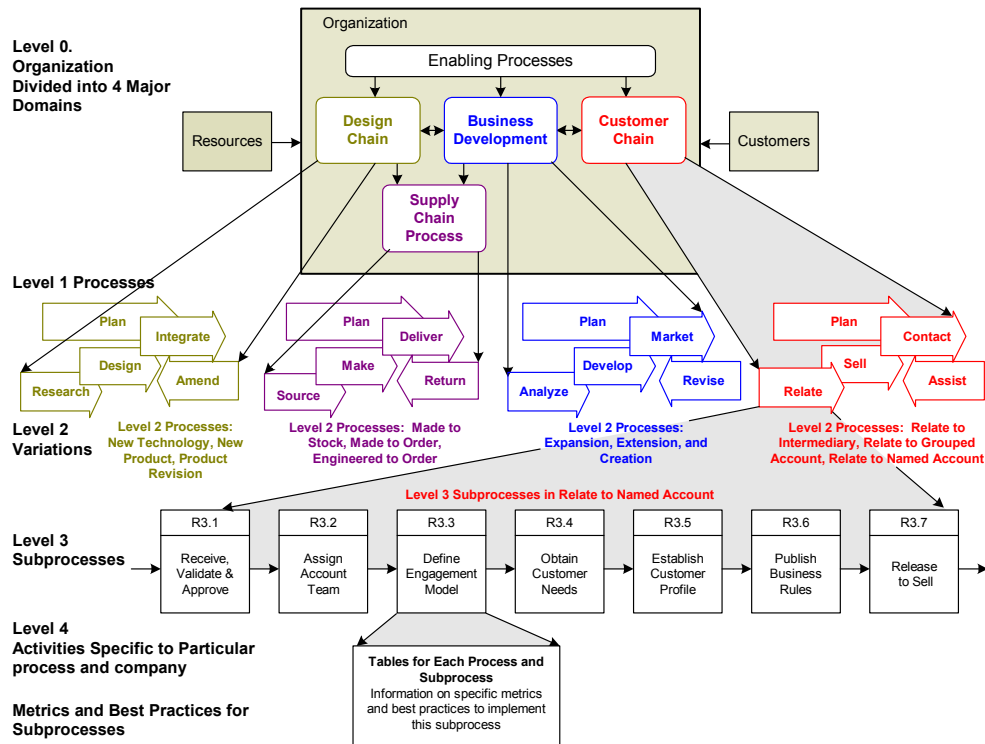 Organization
Level 0.
Organization
Divided into 4 Major
Domains
Enabling Processes
Design
Chain
Business
Development
Customer
Chain
Resources
Customers
Supply
Chain
Process
Level 1 Processes
Plan
Integrate
Design
Research
Amend
Plan
Deliver
Make
Source
Return
Plan
Market
Develop
Analyze
Revise
Plan
Contact
Sell
Relate
Assist
Level 2
Variations
Level 2 Processes:
New Technology, New
Product, Product
Revision
Level 2 Processes: Made to
Stock, Made to Order,
Engineered to Order
Level 2 Processes:
Expansion, Extension, and
Creation
Level 2 Processes: Relate to
Intermediary, Relate to Grouped
Account, Relate to Named Account
Level 3 Subprocesses in Relate to Named Account
Level 3
Subprocesses
R3.1
Receive,
Validate &
Approve
R3.2
Assign
Account
Team
R3.3
Define
Engagement
Model
R3.4
Obtain
Customer
Needs
R3.5
Establish
Customer
Profile
R3.6
Publish
Business
Rules
R3.7
Release
to Sell
Level 4
Activities Specific to Particular
process and company
Tables for Each Process and
Subprocess
Information on specific metrics
and best practices to implement
this subprocess
Metrics and Best Practices for
Subprocesses